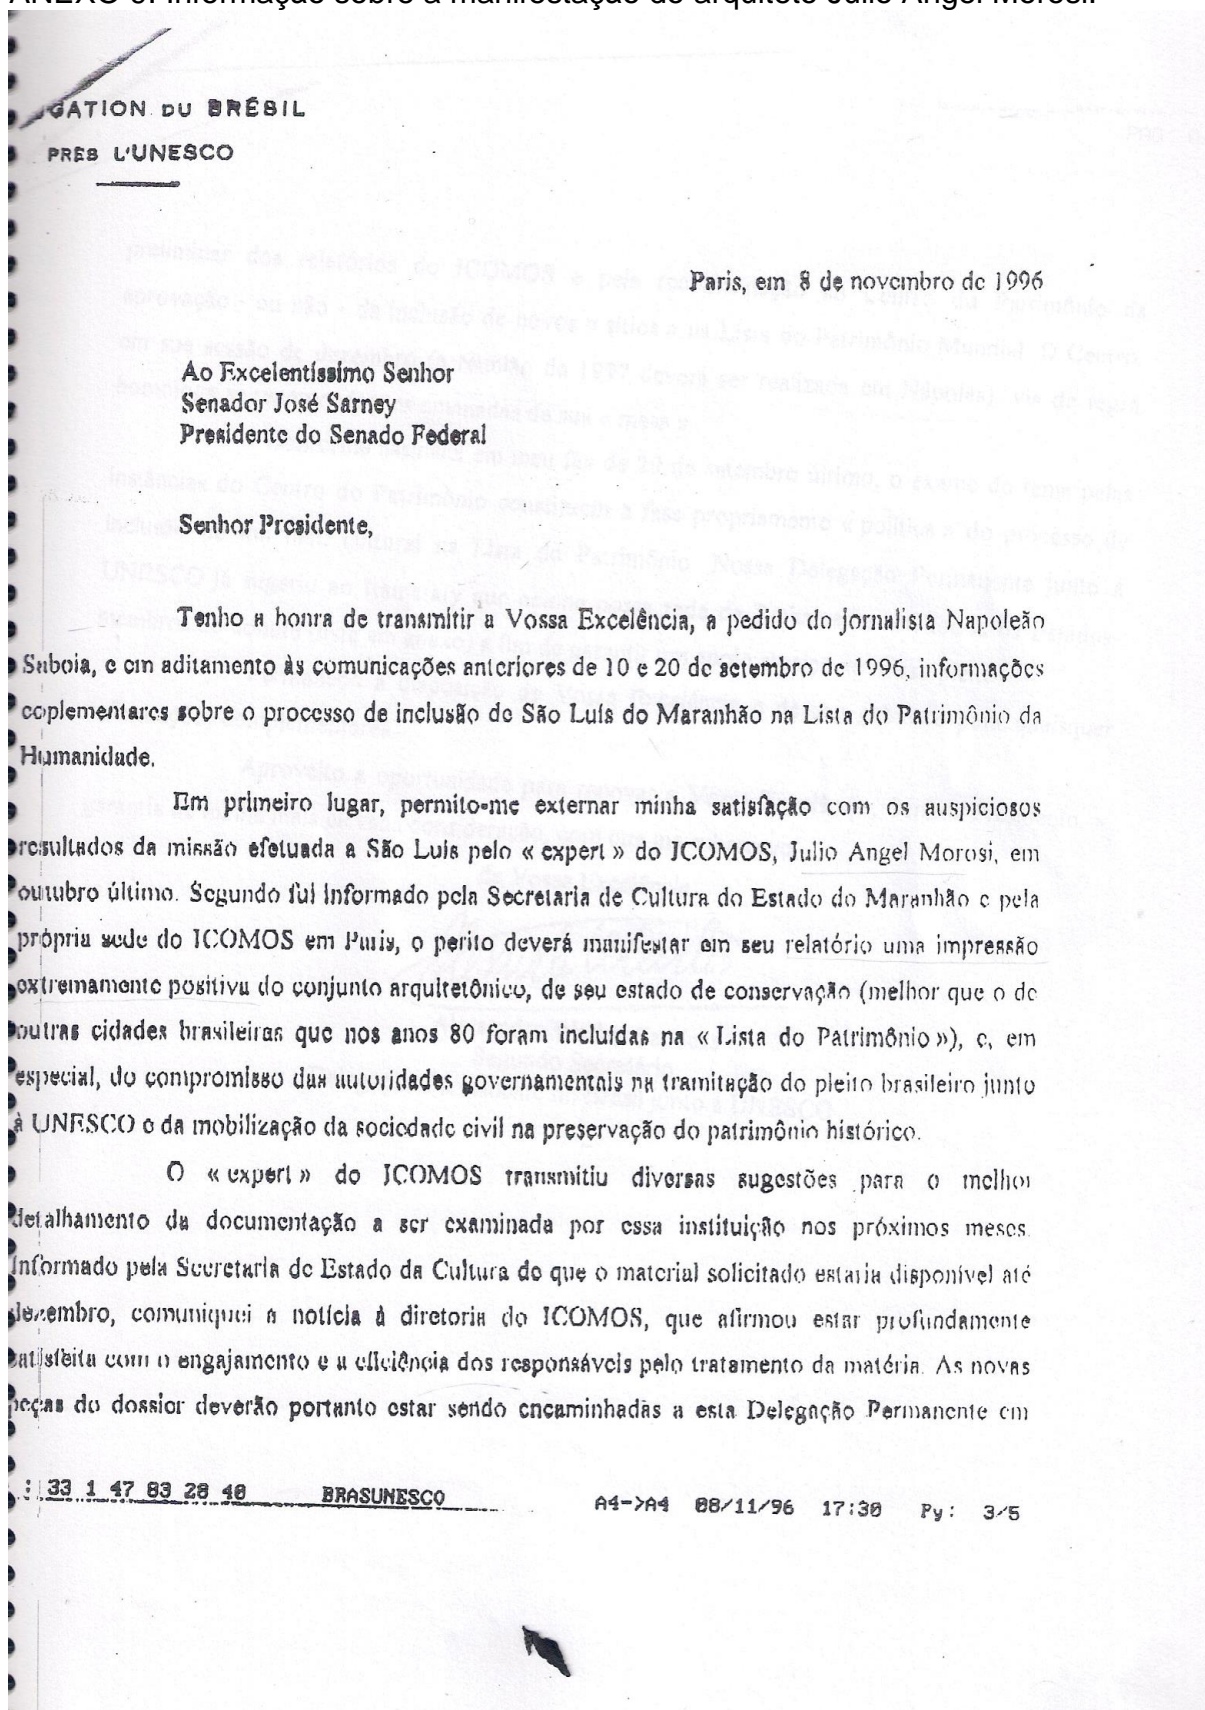 Informação sobre a manifestação do arquiteto Julio Angel Morosi.
GATION DU BRÉSIL
PRÈS L'UNESCO
Paris, em 8 de novembro de 1996
Ao Excelentíssimo Senhor
Senador José Sarney
Presidente do Senado Federal
Senhor Presidente,
Tenho a honra de transmitir a Vossa Excelência, a pedido do jornalista Napoleão
Saboia, e em aditamento às comunicações anteriores de 10 e 20 de setembro de 1996, informações
coplementares sobre o processo de inclusão de São Luís do Maranhão na Lista do Patrimônio da
Humanidade.
Em primeiro lugar, permito-me externar minha satisfação com os auspiciosos
resultados da missão efetuada a São Luis pelo « expert » do ICOMOS, Julio Angel Morosi, em
outubro último. Segundo fui informado pela Secretaria de Cultura do Estado do Maranhão e pela
própria sede do ICOMOS em Paris, o perito deverá manifestar em seu relatório uma impressão
extremamente positiva do conjunto arquitetônico, de seu estado de conservação (melhor que o de
outras cidades brasileiras que nos anos 80 foram incluídas na « Lista do Patrimônio »), e, em
especial, do compromisso das autoridades governamentais na tramitação do pleito brasileiro junto
à UNESCO e da mobilização da sociedade civil na preservação do patrimônio histórico.
O « expert » do ICOMOS transmitiu diversas sugestões para o melhor
detalhamento da documentação a ser examinada por essa instituição nos próximos meses.
Informado pela Secretaria de Estado da Cultura de que o material solicitado estaria disponível até
dezembro, comuniquei a notícia à diretoria do ICOMOS, que afirmou estar profundamente
satisfeita com o engajamento e a eficiência dos responsáveis pelo tratamento da matéria. As novas
peças do dossier deverão portanto estar sendo encaminhadas a esta Delegação Permanente em
: 33 1 47 83 28 40 BRASUNESCO A4->A4 08/11/96 17:30 Py: 3/5